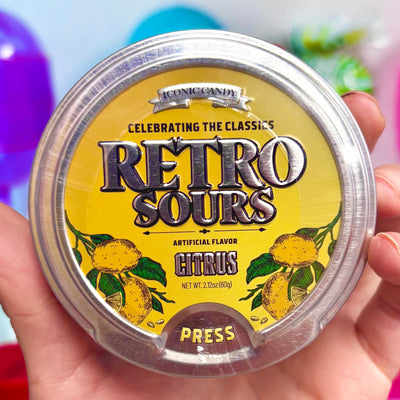 ICONIC CANDY
CELEBRATING THE CLASSICS
RETRO
SOURS
ARTIFICIAL FLAVOR
CITRUS
NET WT. 2.12oz (60g)
PRESS